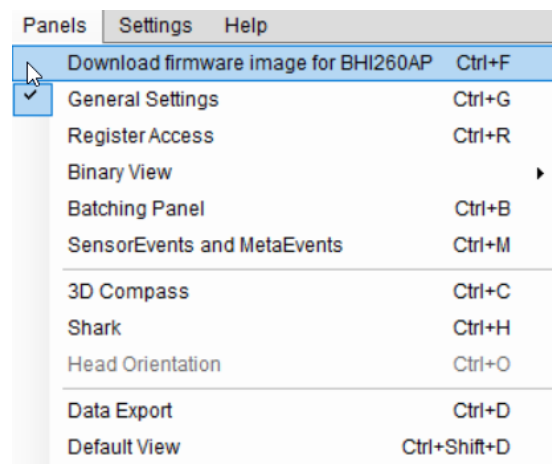 Panels Settings Help
Download firmware image for BHI260AP Ctrl+F
General Settings Ctrl+G
Register Access Ctrl+R
Binary View
Batching Panel Ctrl+B
SensorEvents and MetaEvents Ctrl+M
3D Compass Ctrl+C
Shark Ctrl+H
Head Orientation Ctrl+O
Data Export Ctrl+D
Default View Ctrl+Shift+D